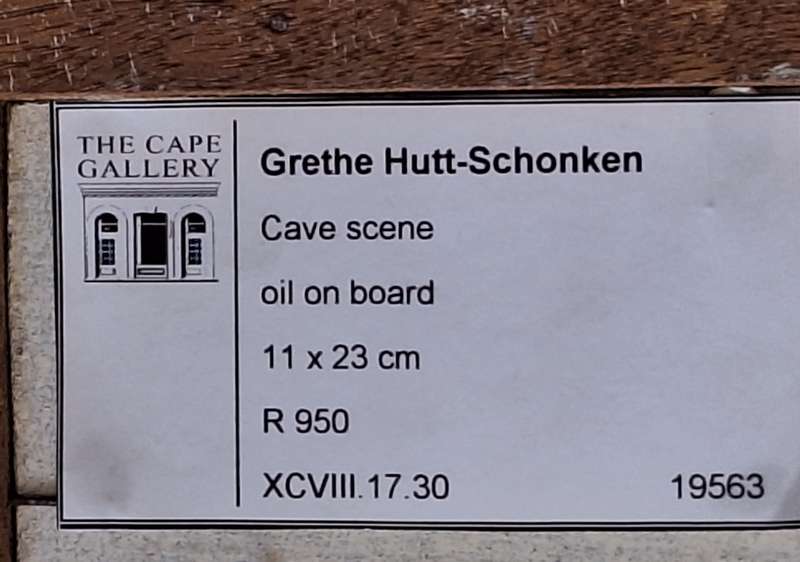 THE CAPE
GALLERY
Grethe Hutt-Schonken
Cave scene
oil on board
11 x 23 cm
R 950
XCVIII.17.30 19563